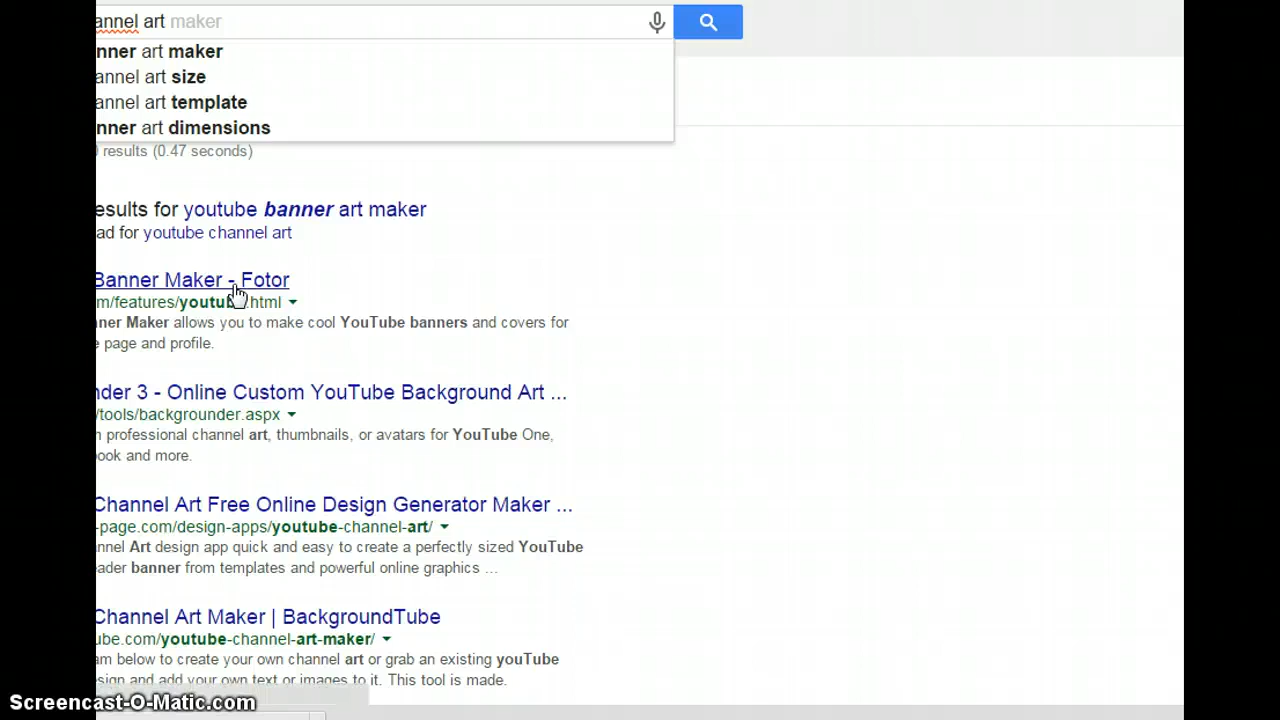 annel art maker
nner art maker
annel art size
annel art template
nner art dimensions
results (0.47 seconds)
esults for youtube banner art maker
ad for youtube channel art
Banner Maker - Fotor
m/features/youtube.html
nner Maker allows you to make cool YouTube banners and covers for
e page and profile.
nder 3 - Online Custom YouTube Background Art ...
/tools/backgrounder.aspx
n professional channel art, thumbnails, or avatars for YouTube One,
ook and more.
Channel Art Free Online Design Generator Maker ...
-page.com/design-apps/youtube-channel-art/
nnel Art design app quick and easy to create a perfectly sized YouTube
eader banner from templates and powerful online graphics ...
Channel Art Maker | BackgroundTube
ube.com/youtube-channel-art-maker/
am below to create your own channel art or grab an existing youTube
esign and add your own text or images to it. This tool is made.
Screencast-O-Matic.com